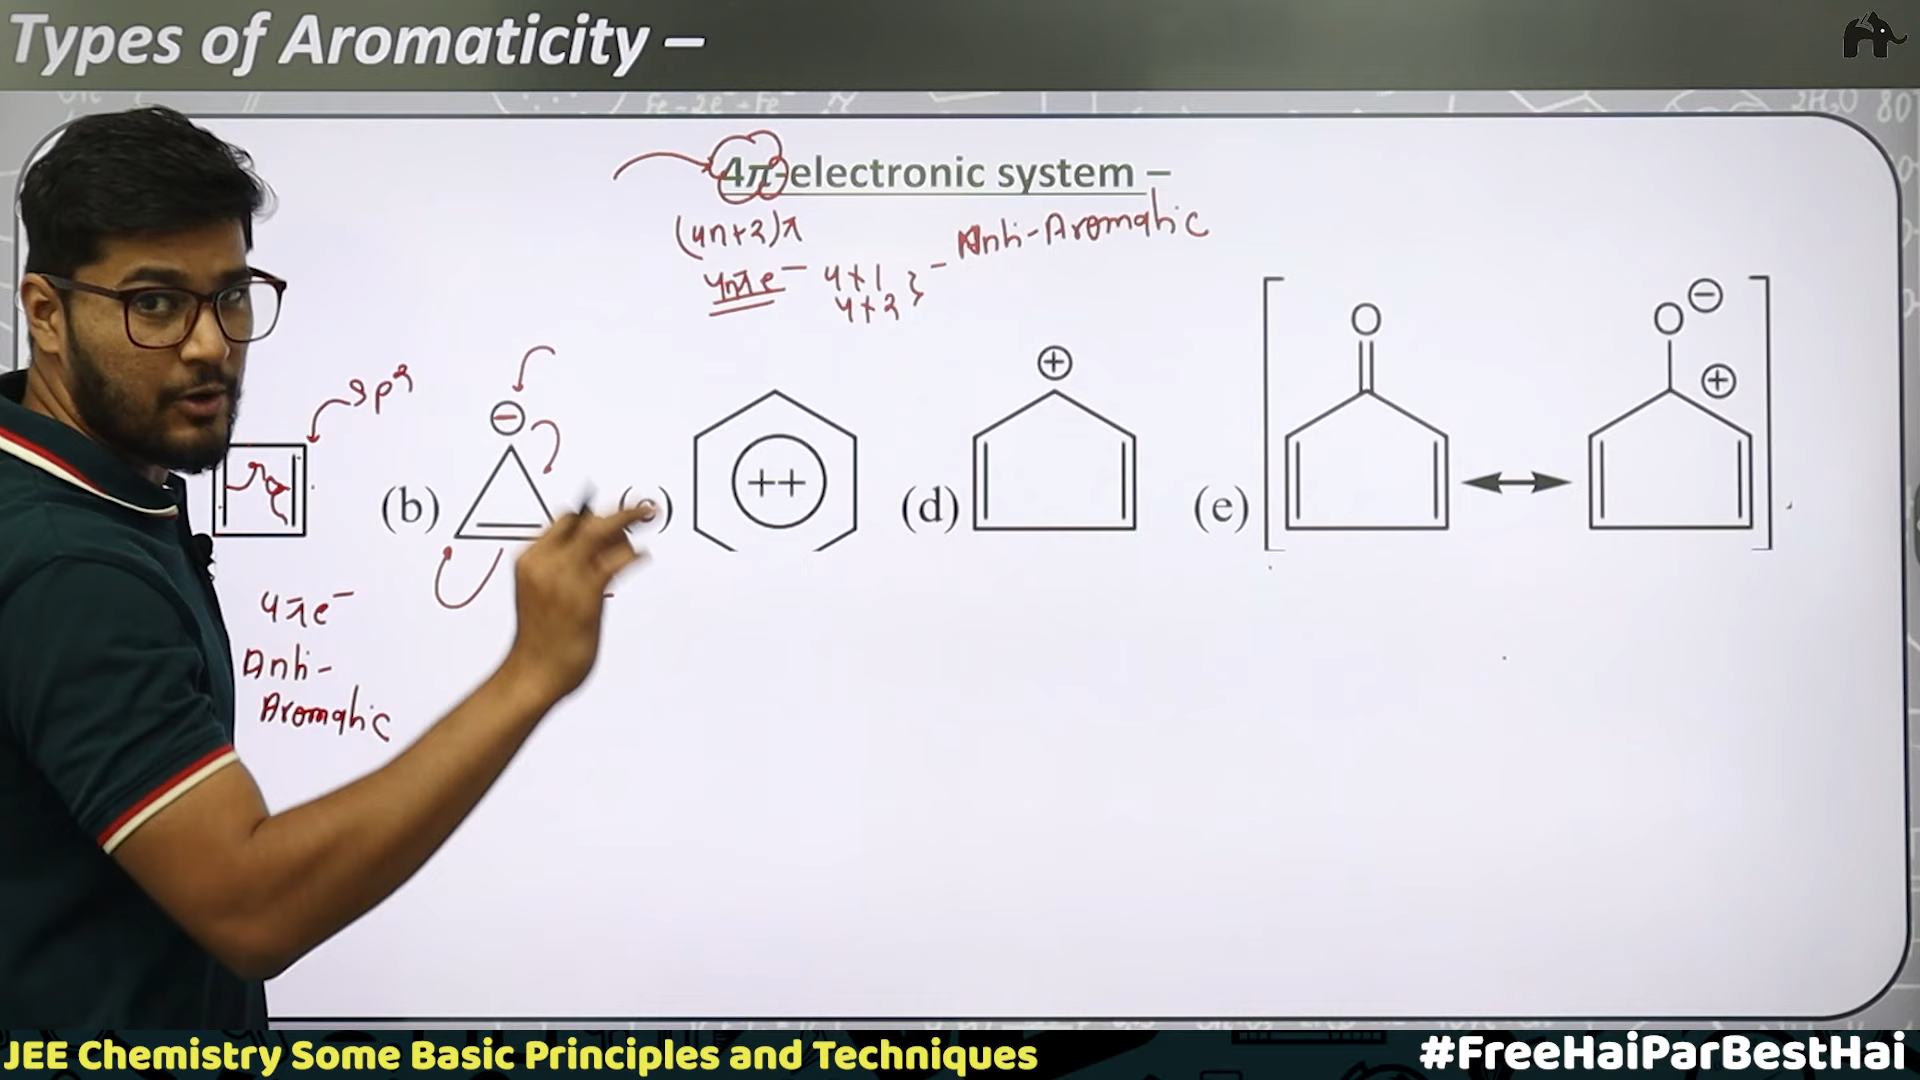 Types of Aromaticity –
4π-electronic system –
(4n+2)π
4nπe⁻ 4×1
4×2 } – Anti-Aromatic
sp²
(b) ⊖
(c) ++
(d) ⊕
(e) O O ⊖ ⊕
4πe⁻
Anti-
Aromatic
JEE Chemistry Some Basic Principles and Techniques
#FreeHaiParBestHai